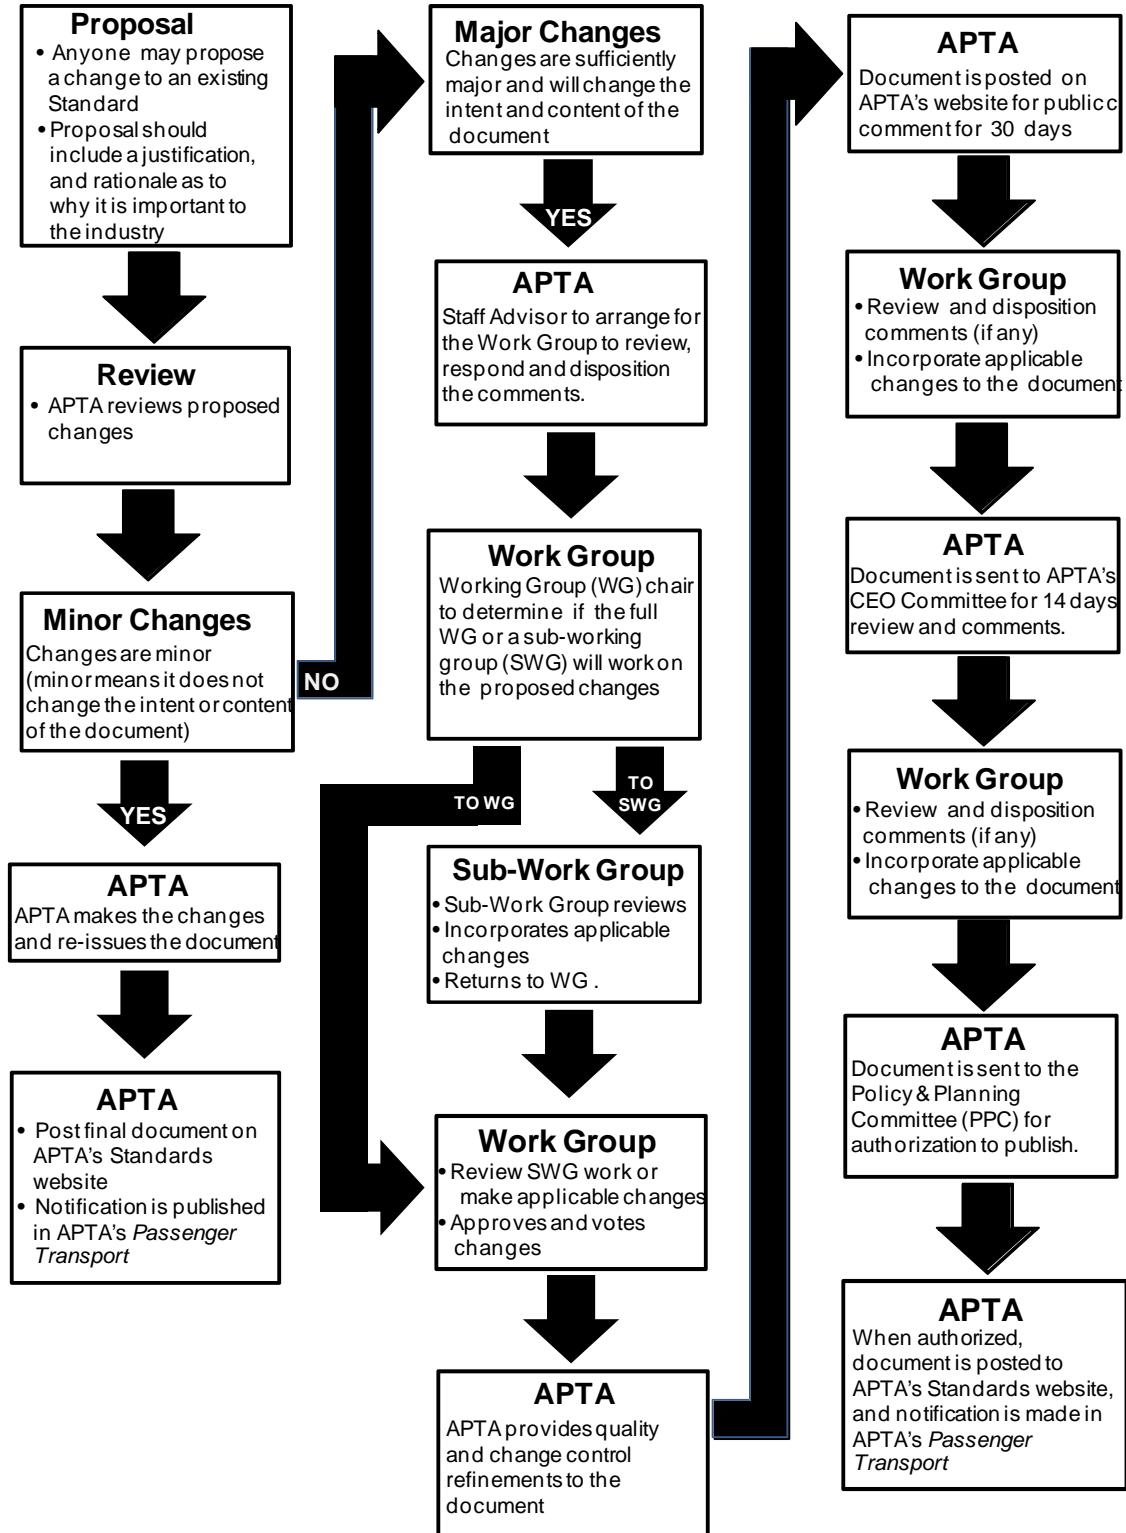 Proposal
• Anyone may propose
a change to an existing
Standard
• Proposal should
include a justification,
and rationale as to
why it is important to
the industry
Review
• APTA reviews proposed
changes
Minor Changes
Changes are minor
(minor means it does not
change the intent or content
of the document)
NO
YES
APTA
APTA makes the changes
and re-issues the document
APTA
• Post final document on
APTA's Standards
website
• Notification is published
in APTA's Passenger
Transport
Major Changes
Changes are sufficiently
major and will change the
intent and content of the
document
YES
APTA
Staff Advisor to arrange for
the Work Group to review,
respond and disposition
the comments.
Work Group
Working Group (WG) chair
to determine if the full
WG or a sub-working
group (SWG) will work on
the proposed changes
TO WG
TO
SWG
Sub-Work Group
• Sub-Work Group reviews
• Incorporates applicable
changes
• Returns to WG .
Work Group
• Review SWG work or
make applicable changes
• Approves and votes
changes
APTA
APTA provides quality
and change control
refinements to the
document
APTA
Document is posted on
APTA's website for public c
comment for 30 days
Work Group
• Review and disposition
comments (if any)
• Incorporate applicable
changes to the document
APTA
Document is sent to APTA's
CEO Committee for 14 days
review and comments.
Work Group
• Review and disposition
comments (if any)
• Incorporate applicable
changes to the document
APTA
Document is sent to the
Policy & Planning
Committee (PPC) for
authorization to publish.
APTA
When authorized,
document is posted to
APTA's Standards website,
and notification is made in
APTA's Passenger
Transport